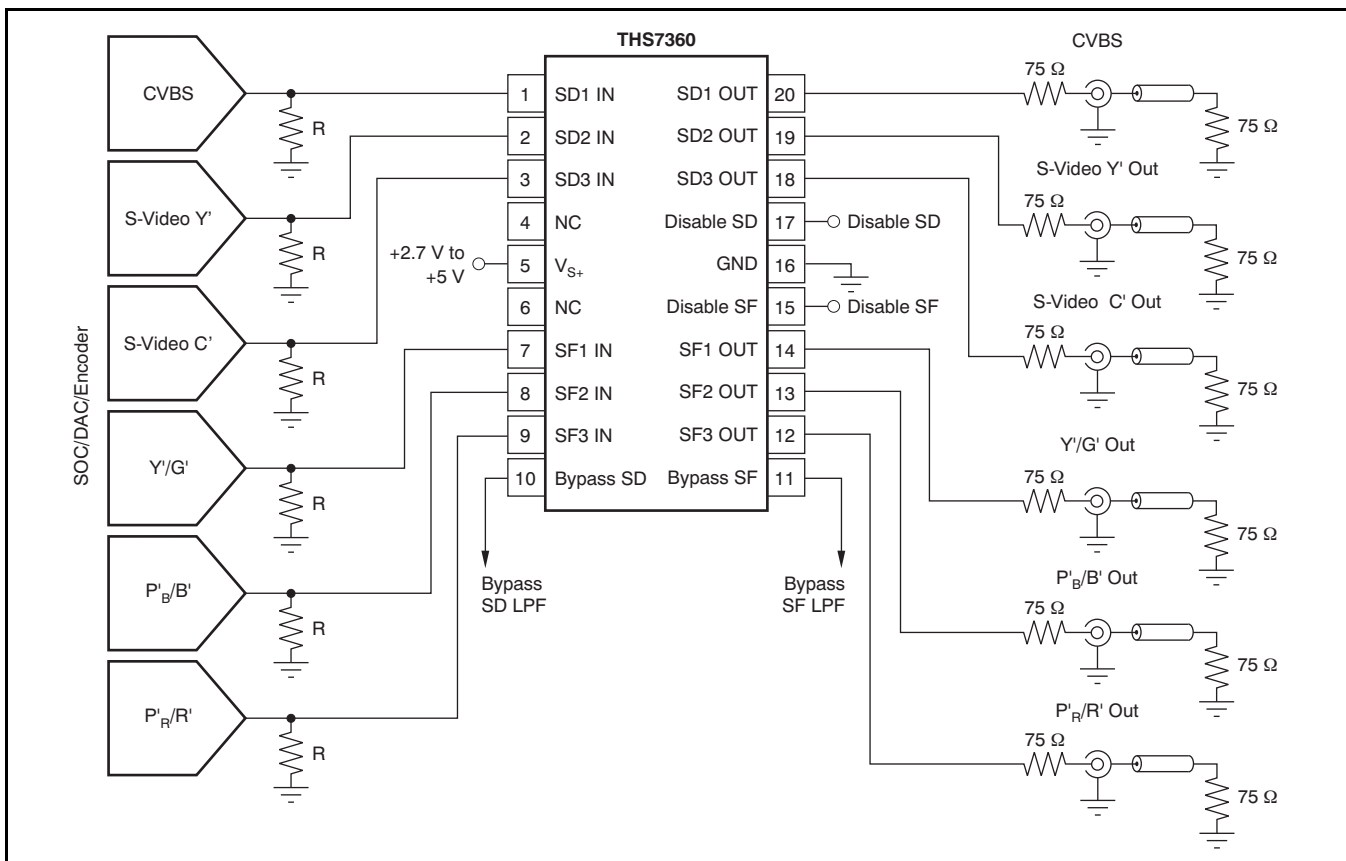 THS7360
SOC/DAC/Encoder
CVBS
R
S-Video Y'
R
S-Video C'
R
Y'/G'
R
P'B/B'
R
P'R/R'
R
+2.7 V to
+5 V
1 SD1 IN
2 SD2 IN
3 SD3 IN
4 NC
5 VS+
6 NC
7 SF1 IN
8 SF2 IN
9 SF3 IN
10 Bypass SD
SD1 OUT 20
SD2 OUT 19
SD3 OUT 18
Disable SD 17
GND 16
Disable SF 15
SF1 OUT 14
SF2 OUT 13
SF3 OUT 12
Bypass SF 11
Disable SD
Disable SF
Bypass
SD LPF
Bypass
SF LPF
CVBS
75 Ω
75 Ω
S-Video Y' Out
75 Ω
75 Ω
S-Video C' Out
75 Ω
75 Ω
Y'/G' Out
75 Ω
75 Ω
P'B/B' Out
75 Ω
75 Ω
P'R/R' Out
75 Ω
75 Ω